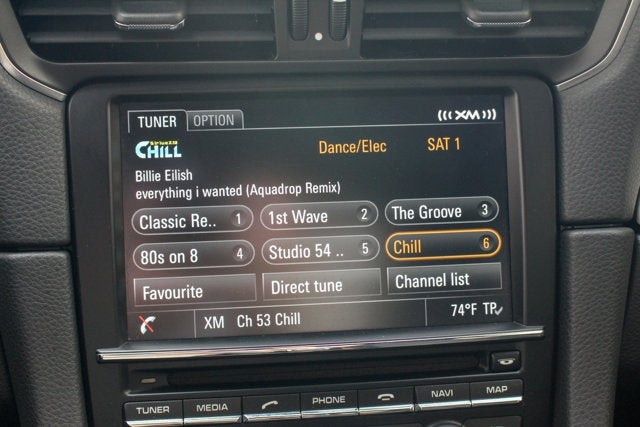 TUNER OPTION XM
SiriusXM
CHILL Dance/Elec SAT 1
Billie Eilish
everything i wanted (Aquadrop Remix)
Classic Re.. 1 1st Wave 2 The Groove 3
80s on 8 4 Studio 54 .. 5 Chill 6
Favourite Direct tune Channel list
XM Ch 53 Chill 74°F TP
TUNER MEDIA PHONE NAVI MAP